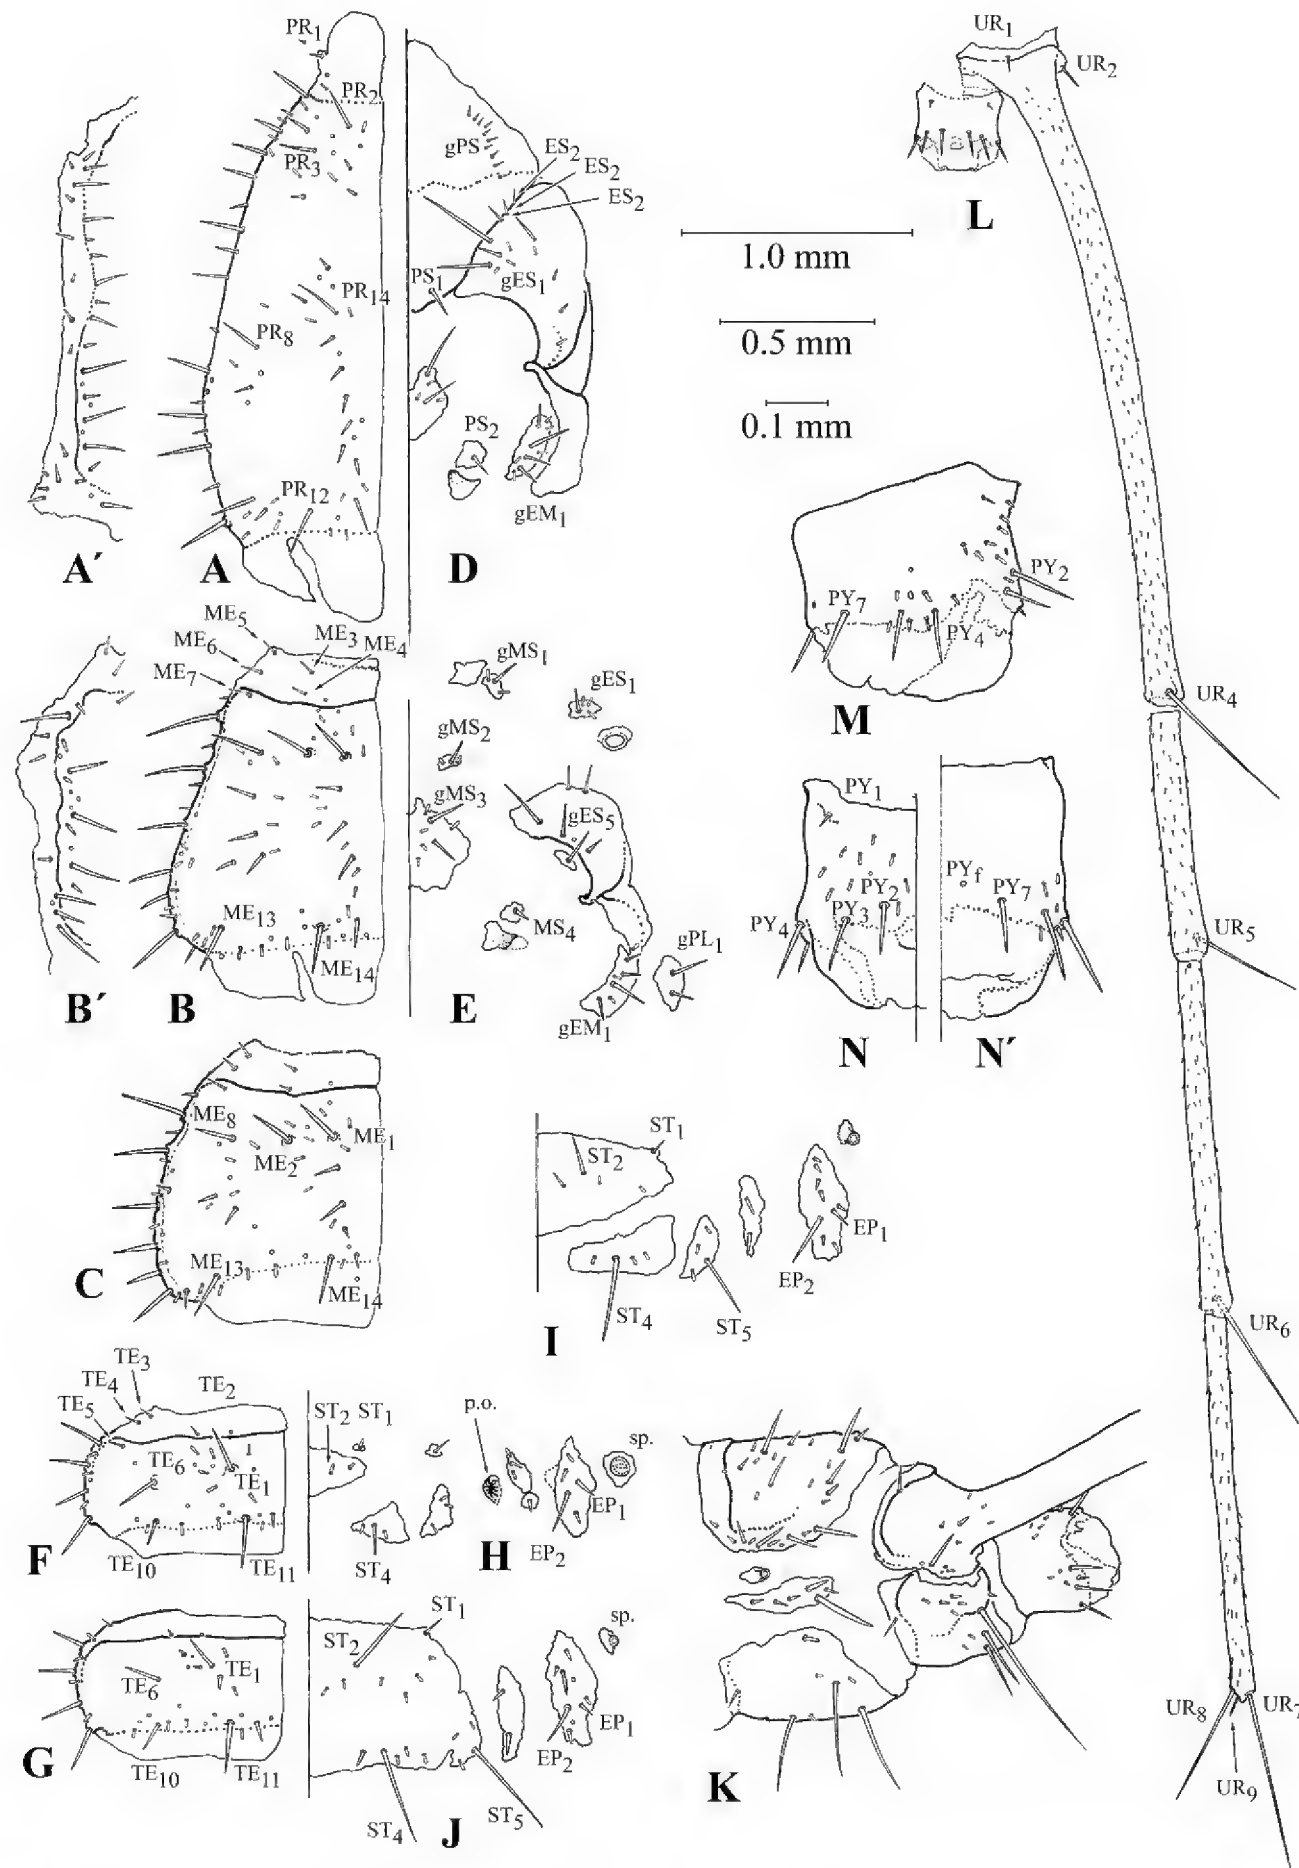 PR1
PR2
PR3
PR14
PR8
PR12
A´
A
gPS
ES2
ES2
ES2
PS1
gES1
PS2
gEM1
D
UR1
UR2
L
1.0 mm
0.5 mm
0.1 mm
PY2
PY7
PY4
M
UR4
ME5
ME6
ME3
ME4
ME7
ME13
ME14
B´
B
gMS1
gES1
gMS2
gMS3
gES5
MS4
gPL1
gEM1
E
PY1
PY2
PY3
PY4
N
PYf
PY7
N´
UR5
ME8
ME1
ME2
ME13
ME14
C
ST1
ST2
EP1
EP2
ST4
ST5
I
UR6
TE3
TE4
TE2
TE5
TE6
TE1
TE10
TE11
F
ST2
ST1
p.o.
sp.
EP1
EP2
ST4
H
TE1
TE6
TE10
TE11
G
ST1
ST2
sp.
EP1
EP2
ST4
ST5
J
K
UR8
UR7
UR9